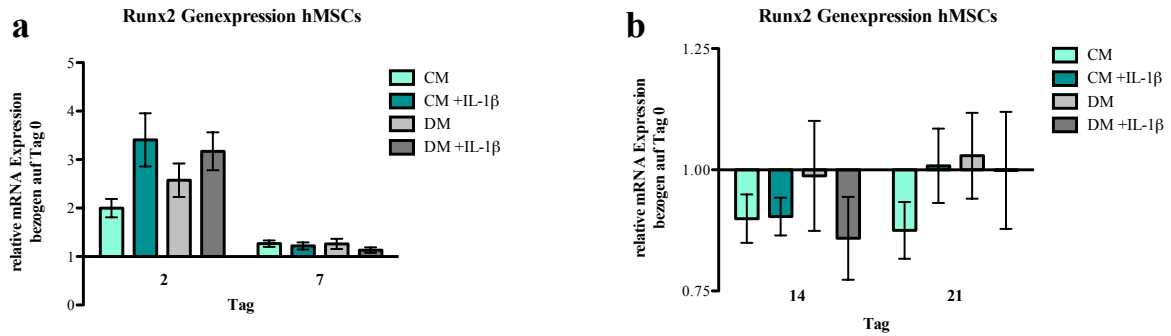 a
Runx2 Genexpression hMSCs
relative mRNA Expression
bezogen auf Tag 0
5
4
3
2
1
0
2
7
Tag
CM
CM +IL-1β
DM
DM +IL-1β
b
Runx2 Genexpression hMSCs
relative mRNA Expression
bezogen auf Tag 0
1.25
1.00
0.75
14
21
Tag
CM
CM +IL-1β
DM
DM +IL-1β